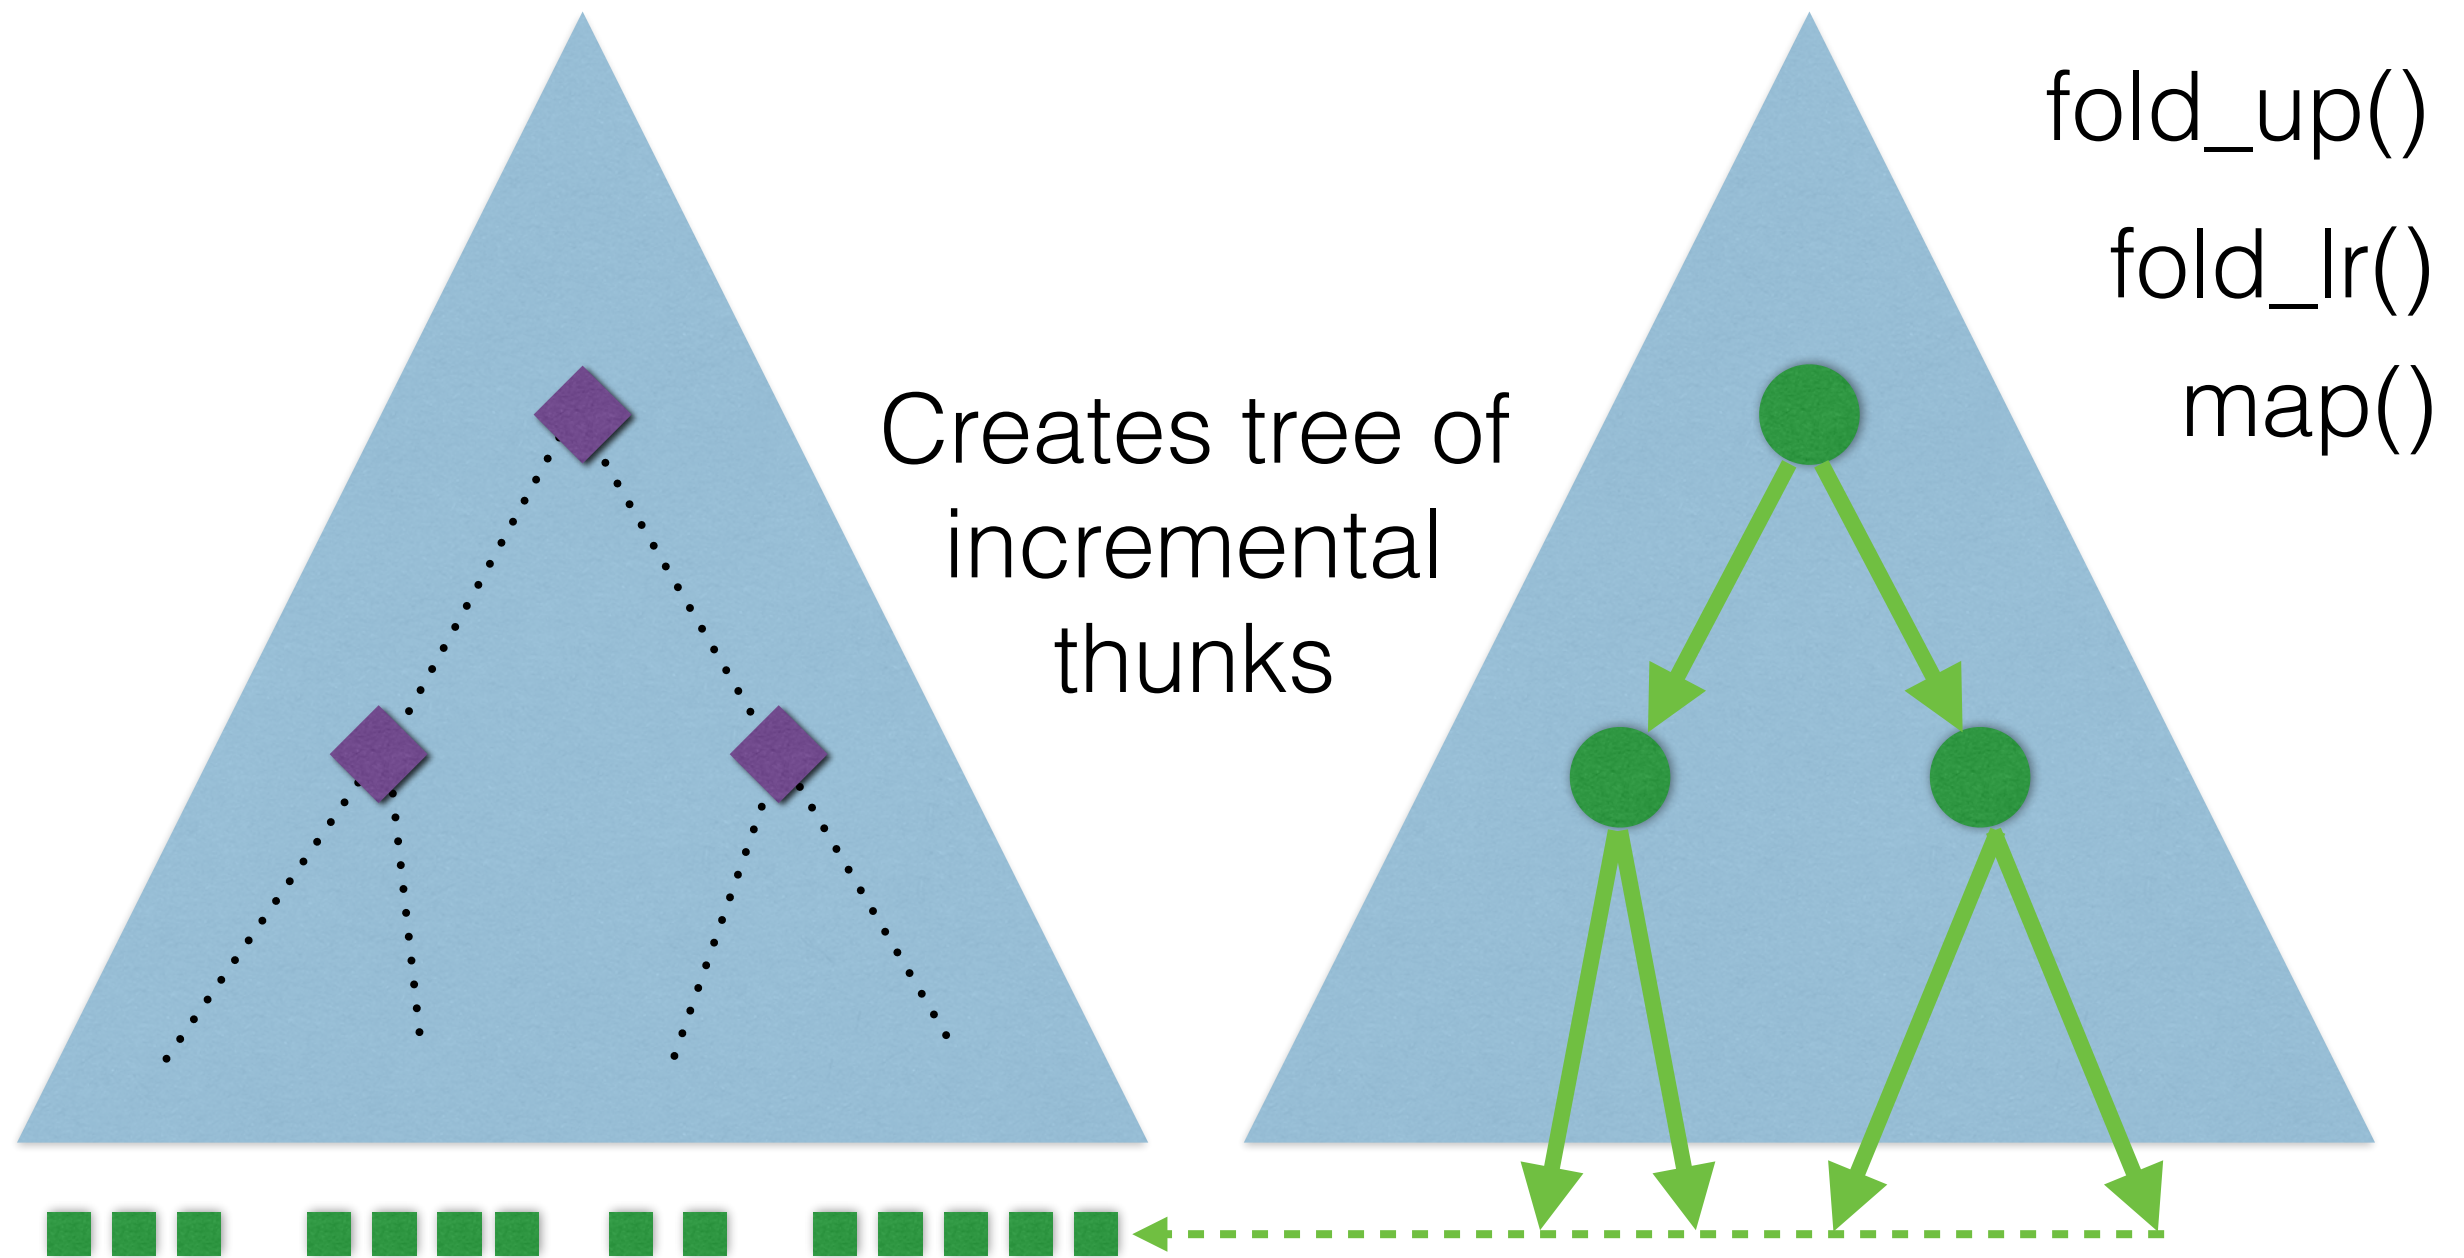 fold_up()
fold_lr()
map()
Creates tree of
incremental
thunks